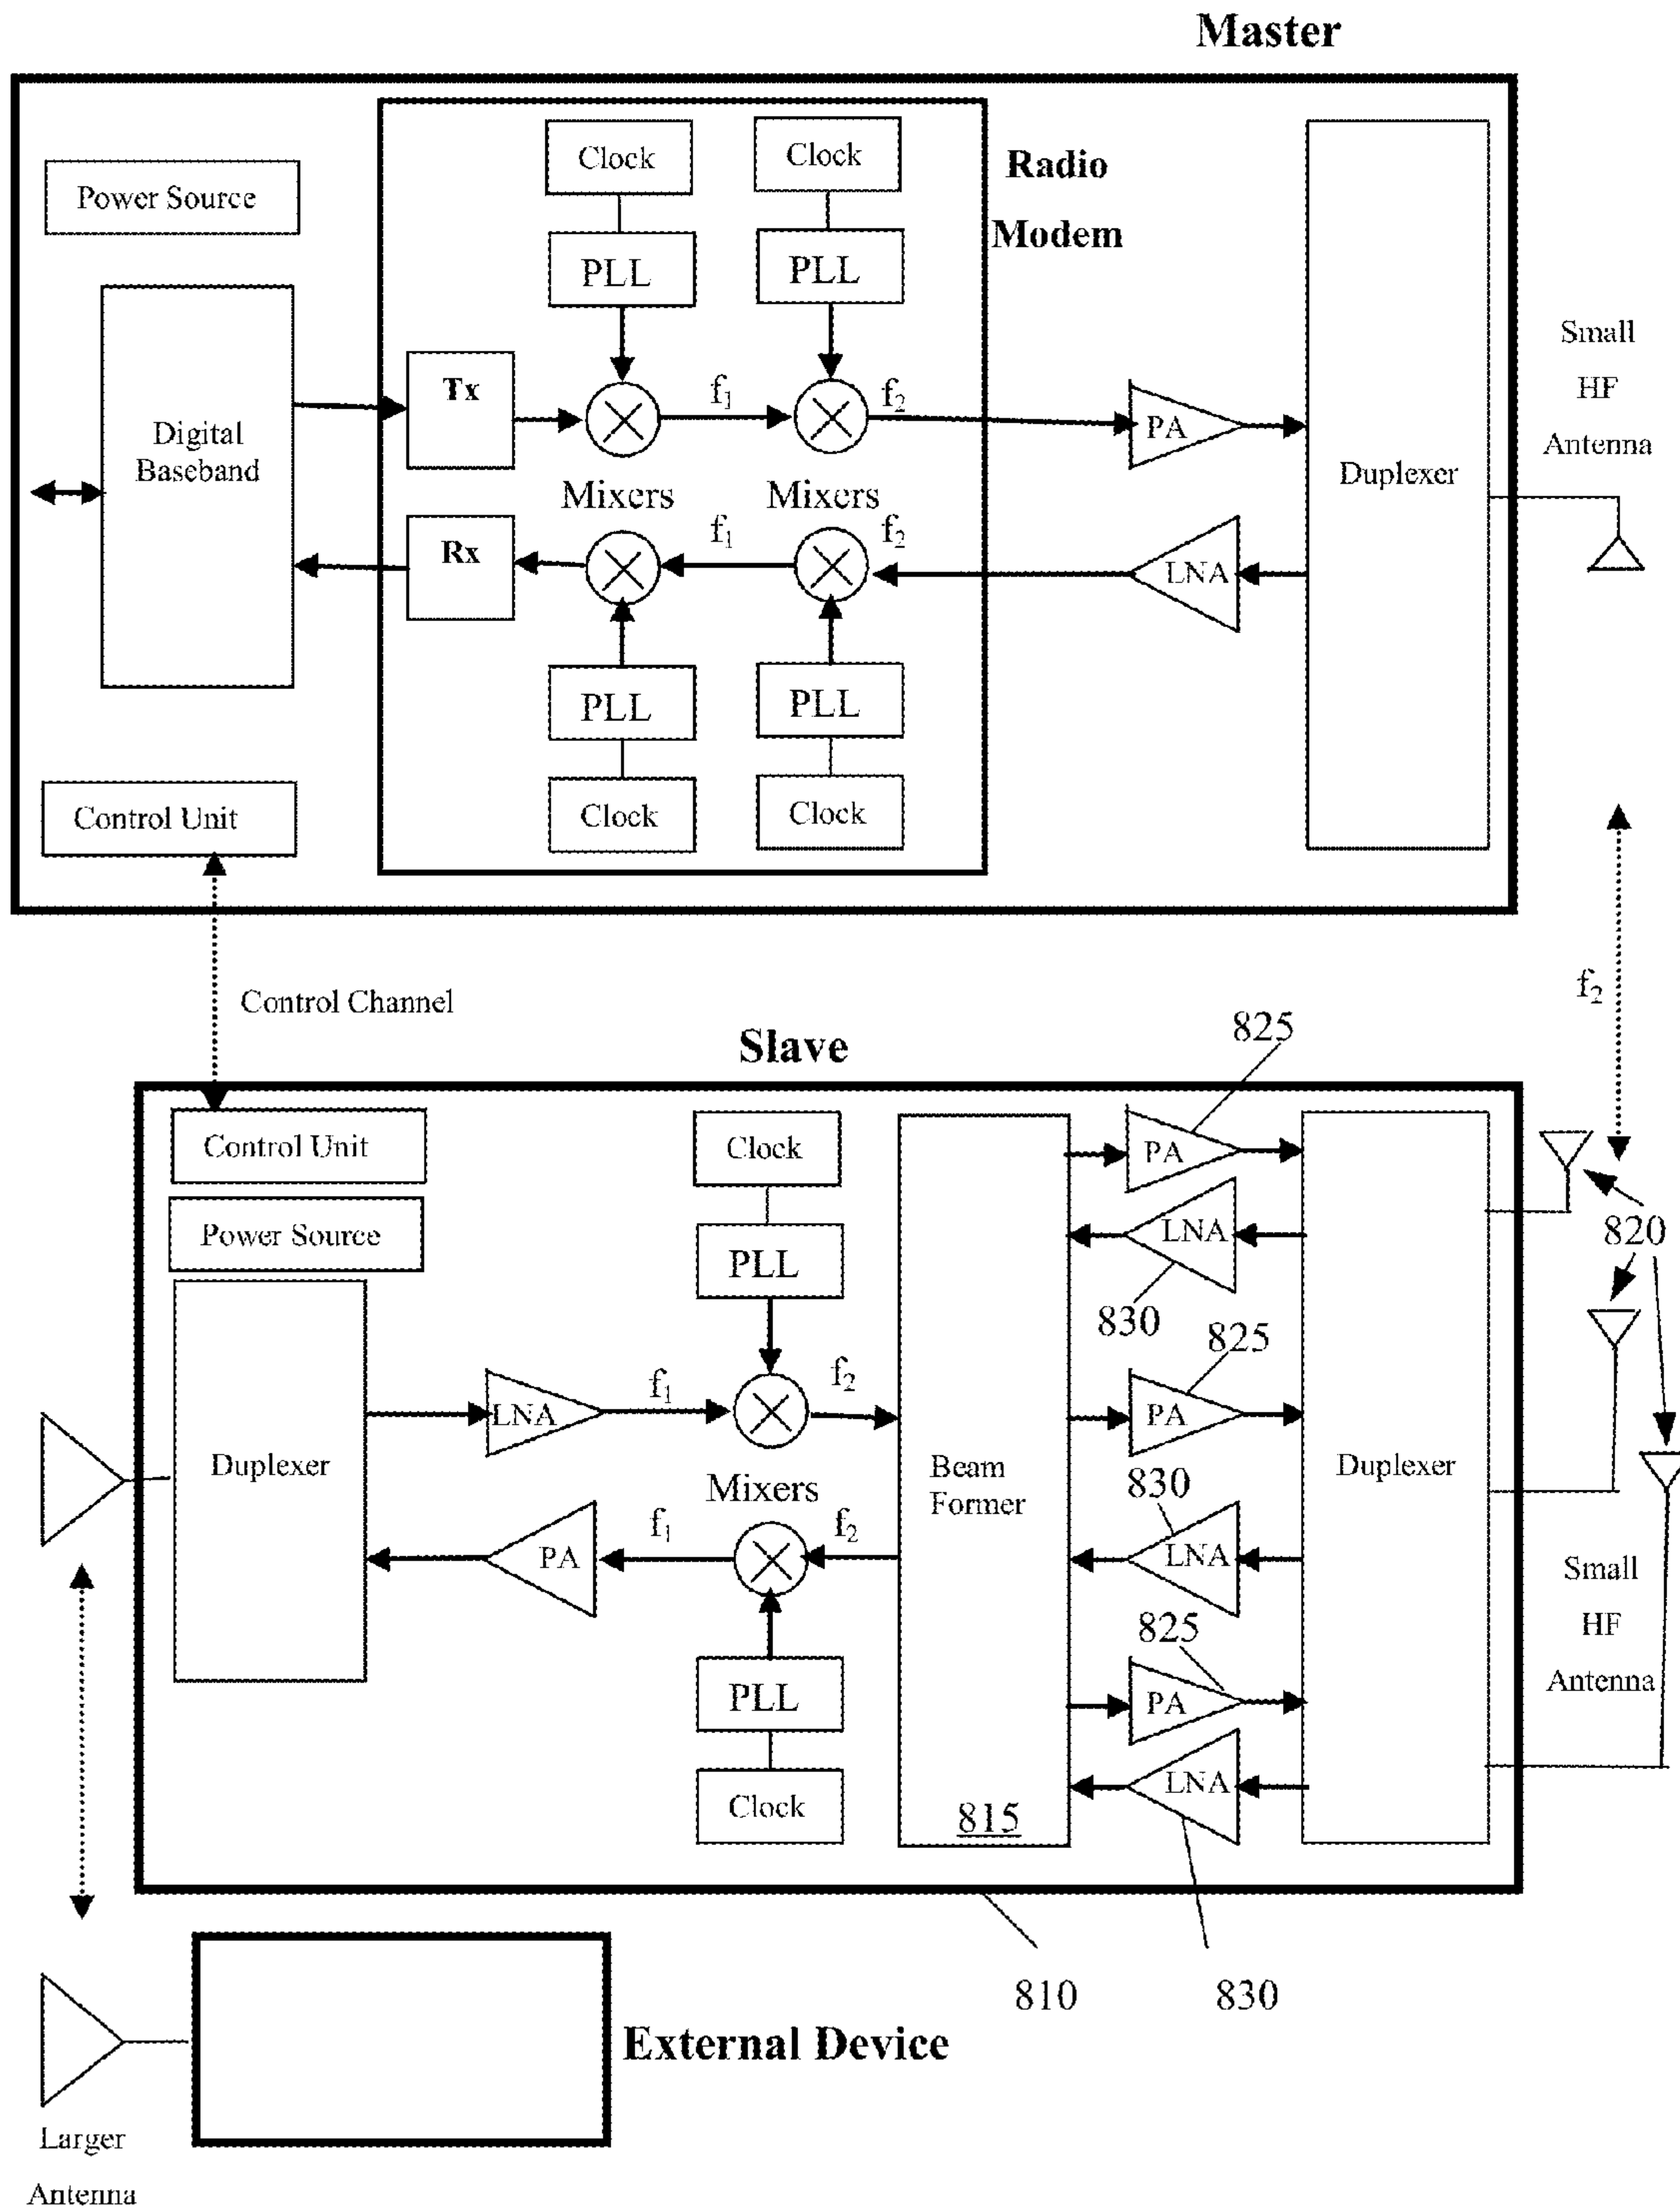 Master
Clock
Clock
Radio
Modem
Power Source
PLL
PLL
Small
HF
Antenna
Tx
f₁
f₂
PA
Digital
Baseband
Duplexer
Mixers
Mixers
Rx
f₁
f₂
LNA
PLL
PLL
Control Unit
Clock
Clock
Control Channel
f₂
Slave
825
Control Unit
Clock
PA
Power Source
PLL
LNA
820
830
825
LNA
f₁
f₂
PA
Duplexer
Beam
Former
Duplexer
Mixers
830
f₁
f₂
PA
LNA
Small
HF
Antenna
825
PLL
PA
Clock
LNA
815
810
830
External Device
Larger
Antenna